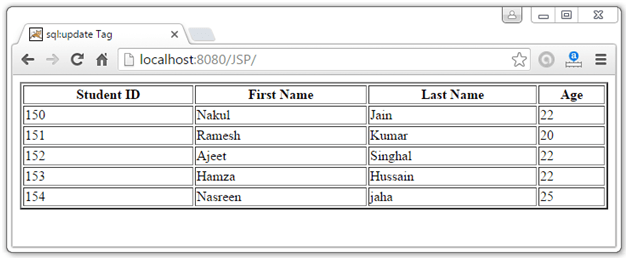 sql:update Tag
localhost:8080/JSP/
Student ID First Name Last Name Age
150 Nakul Jain 22
151 Ramesh Kumar 20
152 Ajeet Singhal 22
153 Hamza Hussain 22
154 Nasreen jaha 25